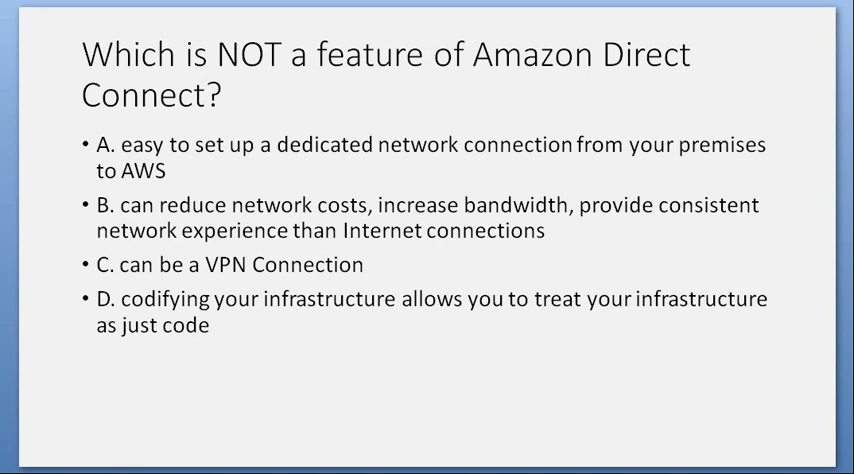 Which is NOT a feature of Amazon Direct
Connect?
• A. easy to set up a dedicated network connection from your premises
to AWS
• B. can reduce network costs, increase bandwidth, provide consistent
network experience than Internet connections
• C. can be a VPN Connection
• D. codifying your infrastructure allows you to treat your infrastructure
as just code